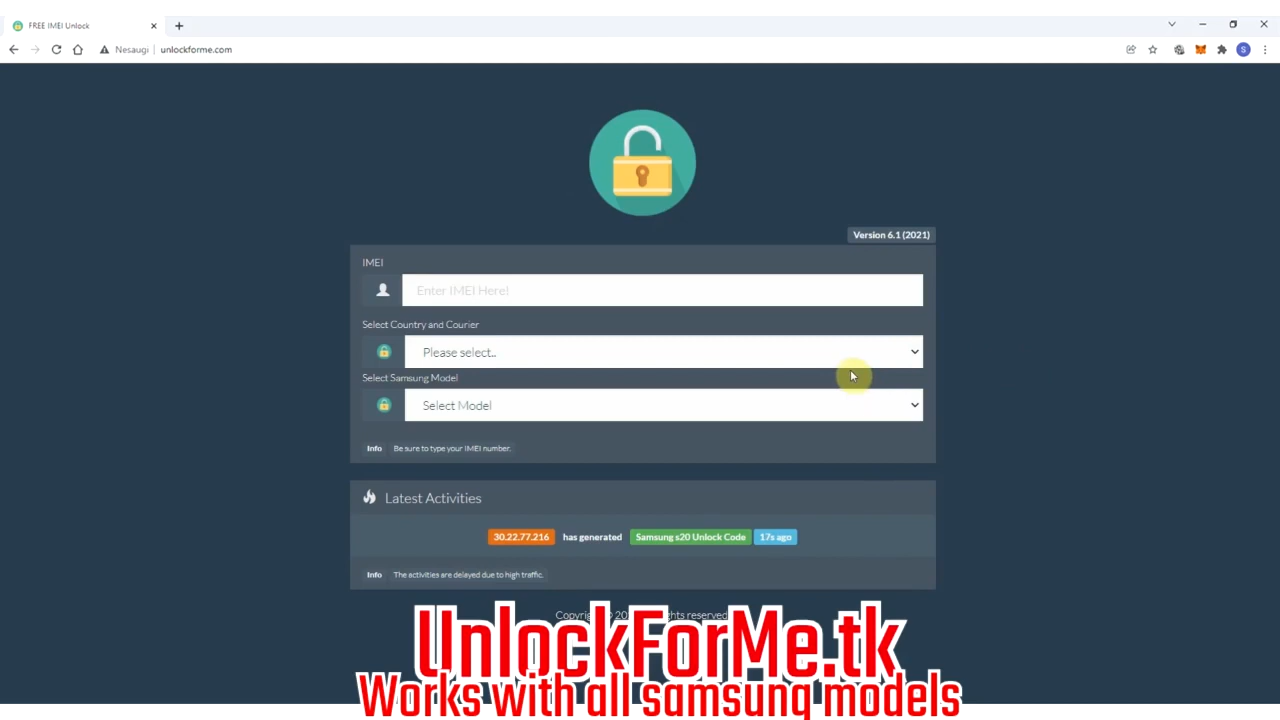 FREE IMEI Unlock
Nesaugi unlockforme.com
S
Version 6.1 (2021)
IMEI
Enter IMEI Here!
Select Country and Courier
Please select..
Select Samsung Model
Select Model
Info Be sure to type your IMEI number.
Latest Activities
30.22.77.216 has generated Samsung s20 Unlock Code 17s ago
Info The activities are delayed due to high traffic.
reserved
UnlockForMe.tk
Works with all samsung models